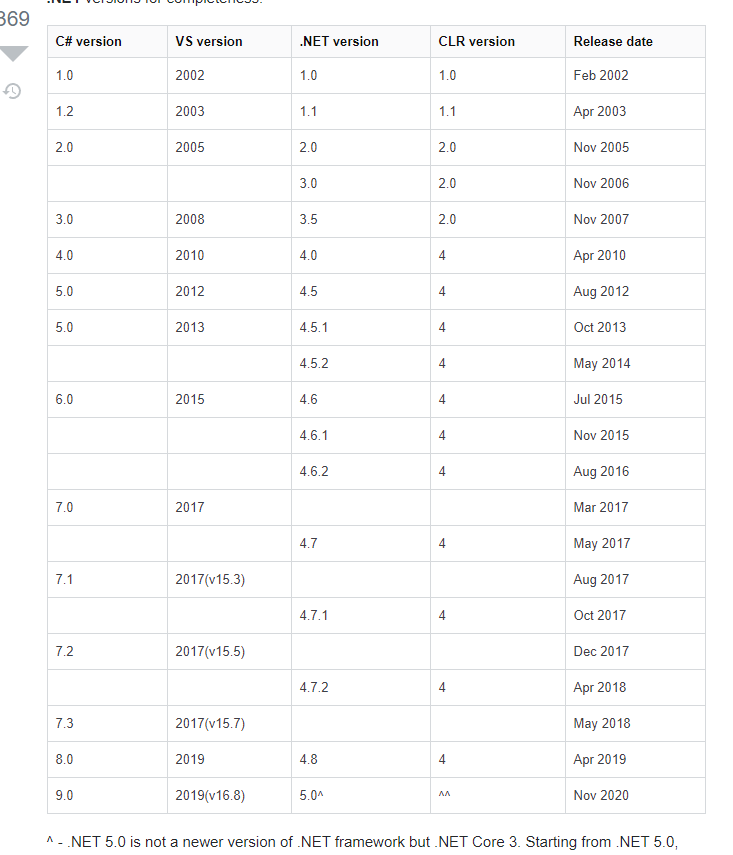 .NET versions for completeness.
369
C# version VS version .NET version CLR version Release date
1.0 2002 1.0 1.0 Feb 2002
1.2 2003 1.1 1.1 Apr 2003
2.0 2005 2.0 2.0 Nov 2005
3.0 2.0 Nov 2006
3.0 2008 3.5 2.0 Nov 2007
4.0 2010 4.0 4 Apr 2010
5.0 2012 4.5 4 Aug 2012
5.0 2013 4.5.1 4 Oct 2013
4.5.2 4 May 2014
6.0 2015 4.6 4 Jul 2015
4.6.1 4 Nov 2015
4.6.2 4 Aug 2016
7.0 2017 Mar 2017
4.7 4 May 2017
7.1 2017(v15.3) Aug 2017
4.7.1 4 Oct 2017
7.2 2017(v15.5) Dec 2017
4.7.2 4 Apr 2018
7.3 2017(v15.7) May 2018
8.0 2019 4.8 4 Apr 2019
9.0 2019(v16.8) 5.0^ ^^ Nov 2020
^ - .NET 5.0 is not a newer version of .NET framework but .NET Core 3. Starting from .NET 5.0,